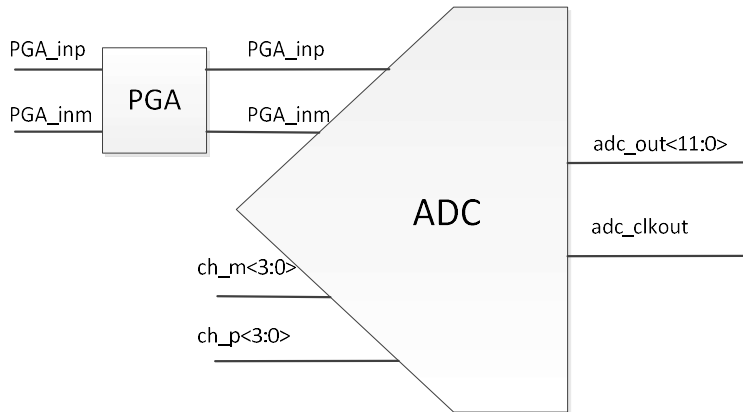 PGA_inp
PGA_inp
PGA
PGA_inm
PGA_inm
adc_out<11:0>
ADC
adc_clkout
ch_m<3:0>
ch_p<3:0>